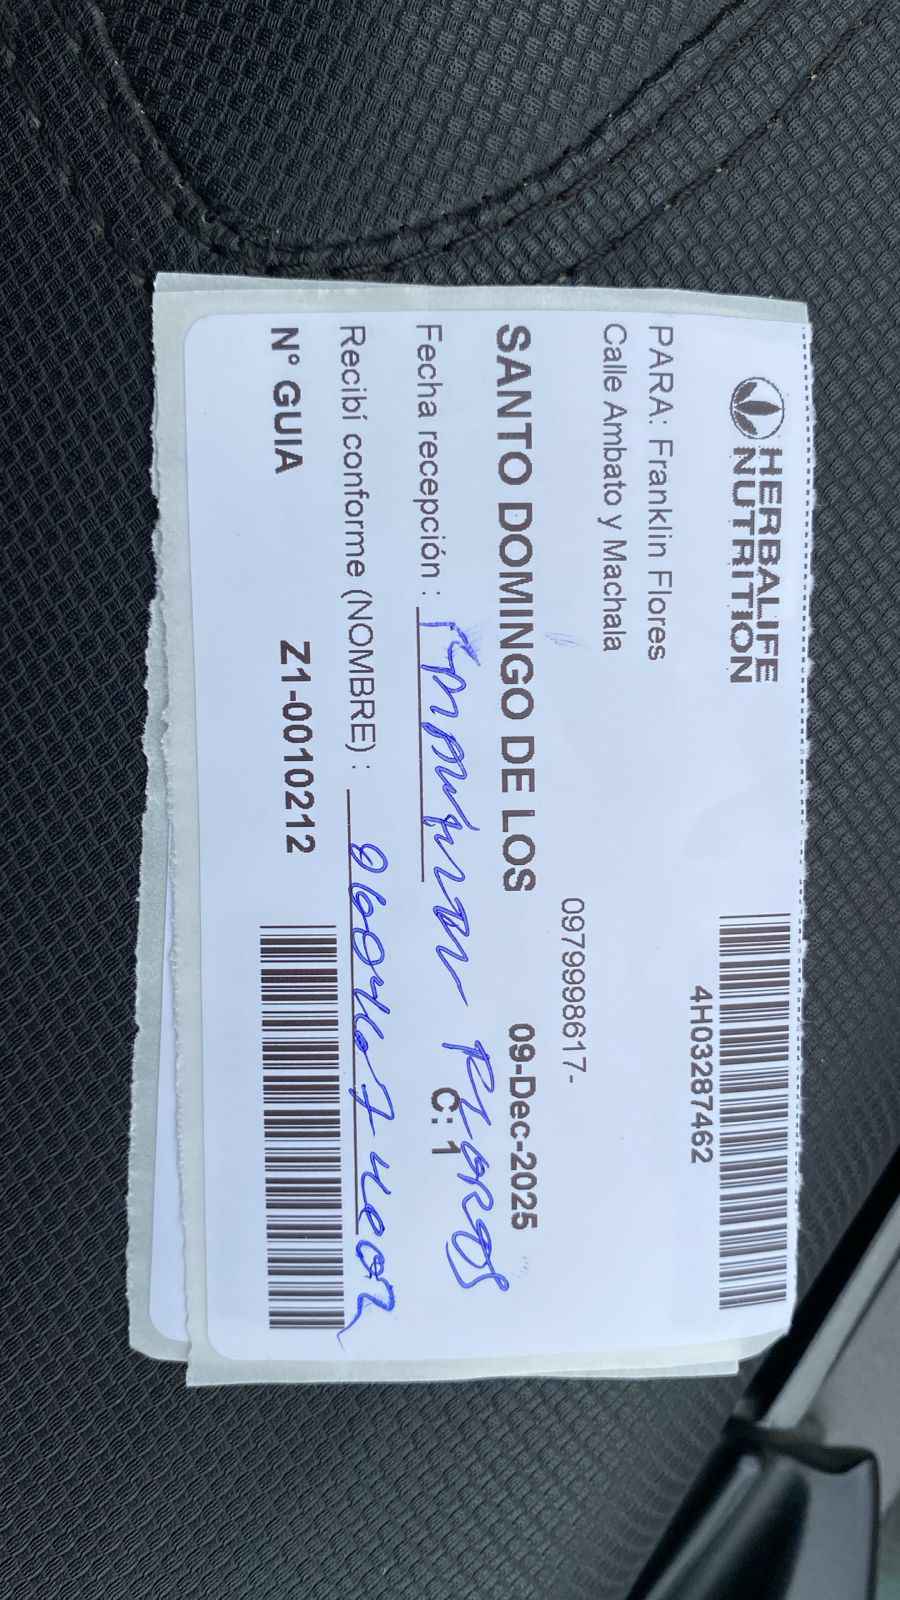 HERBALIFE
NUTRITION
4H03287462
PARA: Franklin Flores
Calle Ambato y Machala
0979998617-
SANTO DOMINGO DE LOS
09-Dec-2025
Fecha recepción :
C: 1
Recibí conforme (NOMBRE) :
N° GUIA
Z1-0010212